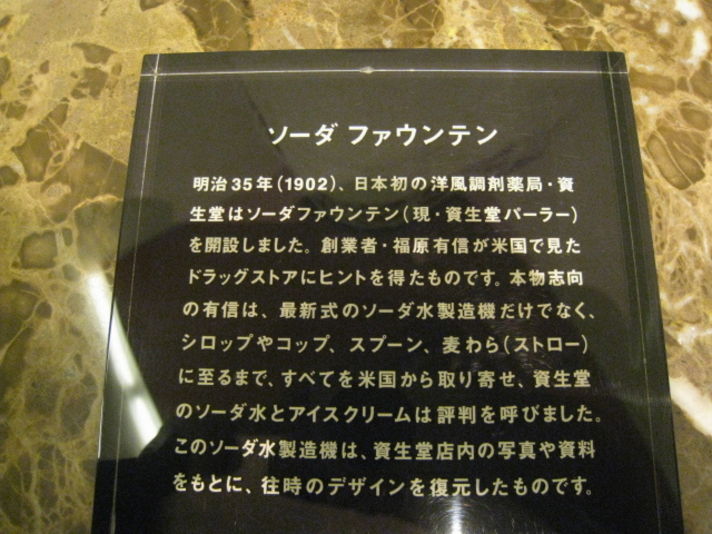 ソーダ ファウンテン
明治35年(1902)、日本初の洋風調剤薬局・資
生堂はソーダファウンテン(現・資生堂パーラー)
を開設しました。創業者・福原有信が米国で見た
ドラッグストアにヒントを得たものです。本物志向
の有信は、最新式のソーダ水製造機だけでなく、
シロップやコップ、スプーン、麦わら(ストロー)
に至るまで、すべてを米国から取り寄せ、資生堂
のソーダ水とアイスクリームは評判を呼びました。
このソーダ水製造機は、資生堂店内の写真や資料
をもとに、往時のデザインを復元したものです。